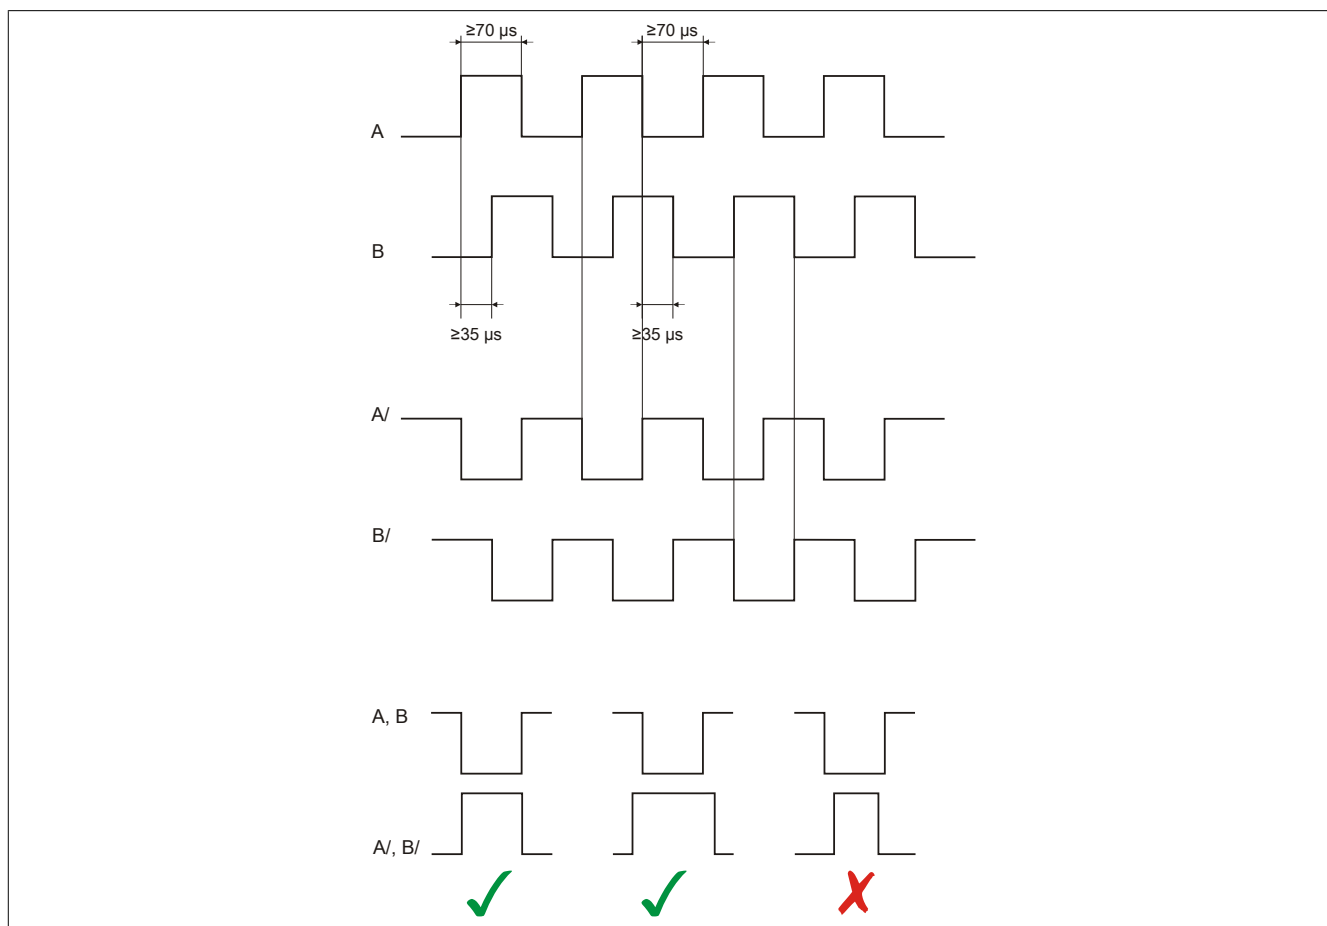 ≥70 µs ≥70 µs
A
B
≥35 µs ≥35 µs
A/
B/
A, B
A/, B/